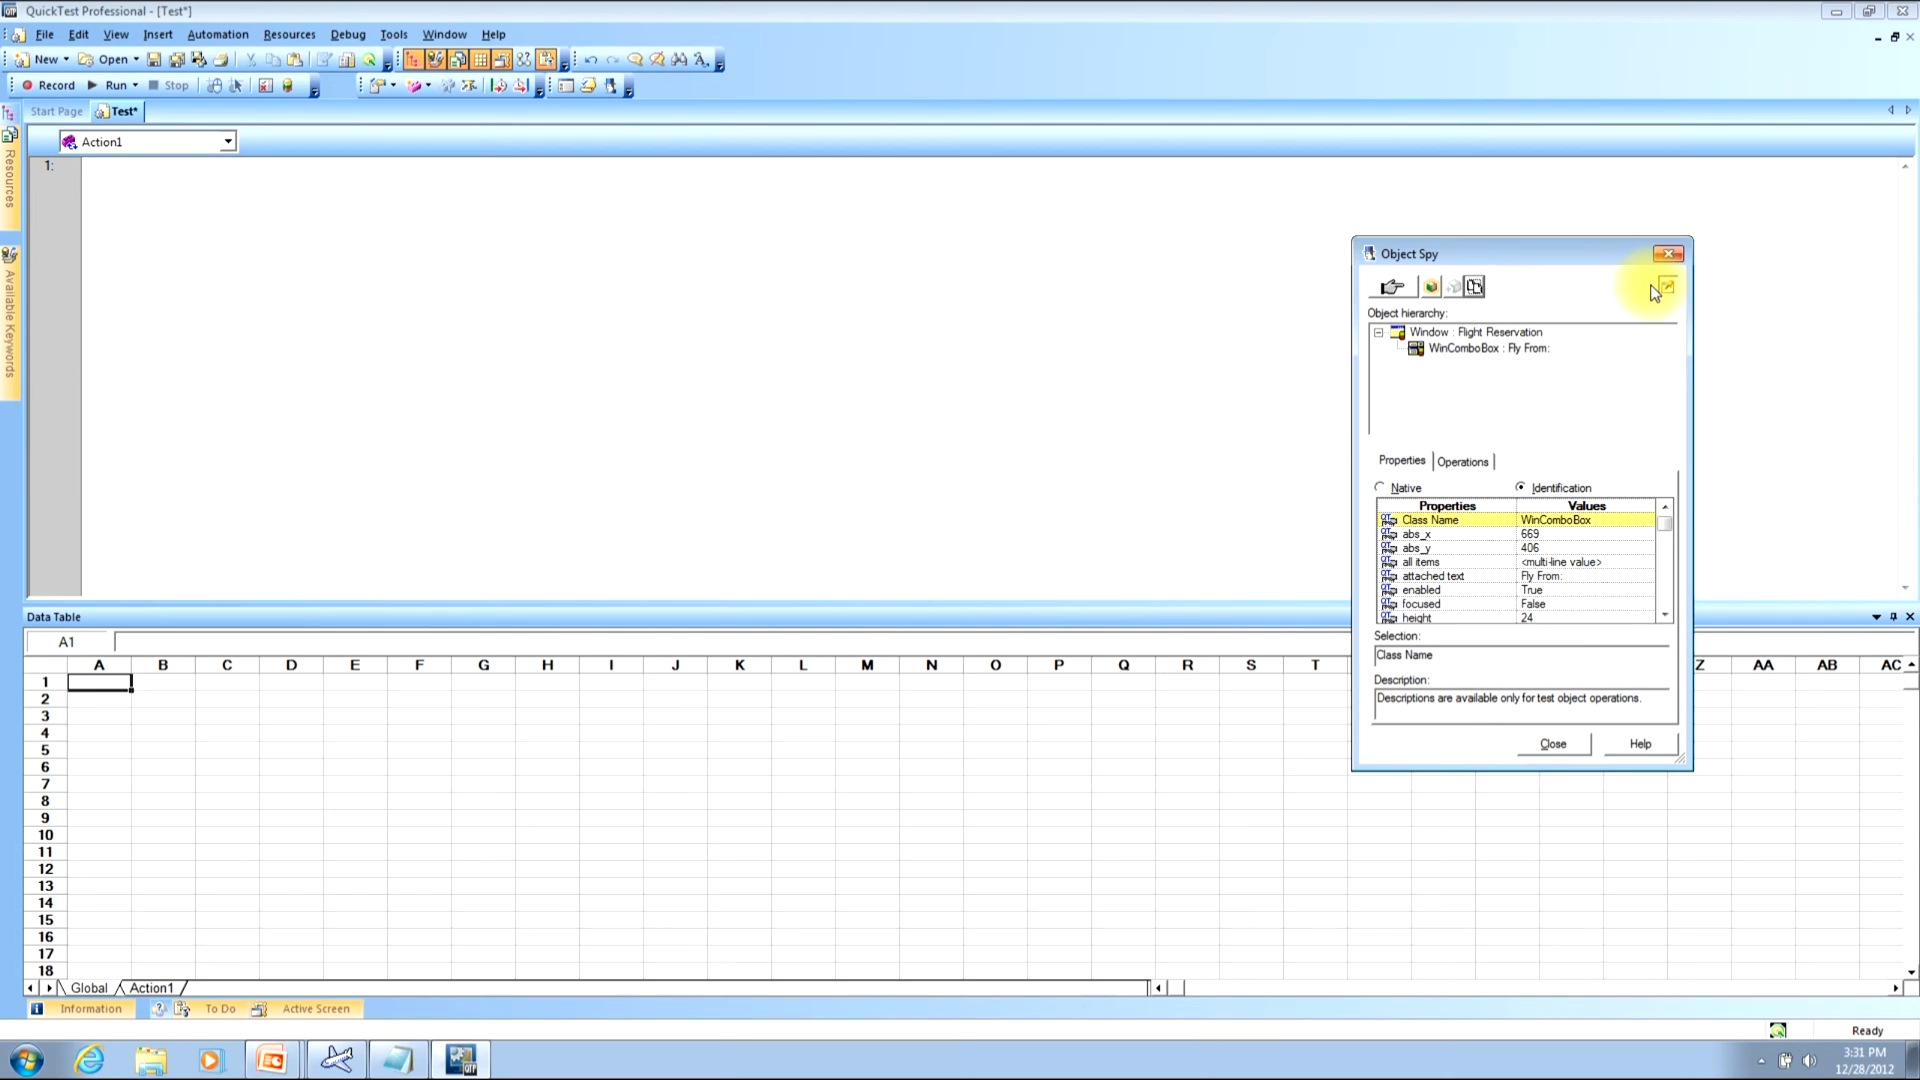 QuickTest Professional - [Test*]
File Edit View Insert Automation Resources Debug Tools Window Help
New Open
Record Run Stop
Start Page Test*
Action1
1:
Resources
Available Keywords
Object Spy
Object hierarchy:
Window : Flight Reservation
WinComboBox : Fly From:
Properties Operations
Native Identification
Properties Values
Class Name WinComboBox
abs_x 669
abs_y 406
all items <multi-line value>
attached text Fly From:
enabled True
focused False
height 24
Selection:
Class Name
Description:
Descriptions are available only for test object operations.
Close Help
Data Table
A1
A B C D E F G H I J K L M N O P Q R S T Z AA AB AC
1
2
3
4
5
6
7
8
9
10
11
12
13
14
15
16
17
18
Global Action1
Information To Do Active Screen
Ready
QTP
3:31 PM
12/28/2012